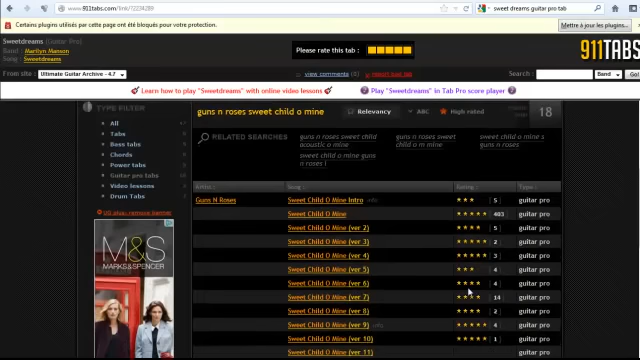 www.911tabs.com/link/?2234289
sweet dreams guitar pro tab
Certains plugins utilisés par cette page ont été bloqués pour votre protection.
Mettre à jour les plugins...
Sweetdreams (Guitar Pro)
Band: Marilyn Manson
Song: Sweetdreams
Please rate this tab :
911TABS
From site : Ultimate Guitar Archive - 4.7
view comments
report bad tab
Search :
Band
Go!
Learn how to play "Sweetdreams" with online video lessons
Play "Sweetdreams" in Tab Pro score player
TYPE FILTER
All
Tabs
Bass tabs
Chords
Power tabs
Guitar pro tabs
Video lessons
Drum Tabs
M&S
MARKS&SPENCER
guns n roses sweet child o mine
Relevancy
ABC
High rated
18
RELATED SEARCHES
guns n roses sweet child acoustic o mine
guns n roses sweet child o m mine
sweet child o mine s guns n roses
sweet child o mine guns n roses l
Artist
Song
Rating
Type
Guns N Roses Sweet Child O Mine Intro 5 guitar pro
Sweet Child O Mine 403 guitar pro
Sweet Child O Mine (ver 2) 5 guitar pro
Sweet Child O Mine (ver 3) 2 guitar pro
Sweet Child O Mine (ver 4) 3 guitar pro
Sweet Child O Mine (ver 5) 4 guitar pro
Sweet Child O Mine (ver 6) 4 guitar pro
Sweet Child O Mine (ver 7) 14 guitar pro
Sweet Child O Mine (ver 8) 2 guitar pro
Sweet Child O Mine (ver 9) 4 guitar pro
Sweet Child O Mine (ver 10) 1 guitar pro
Sweet Child O Mine (ver 11)